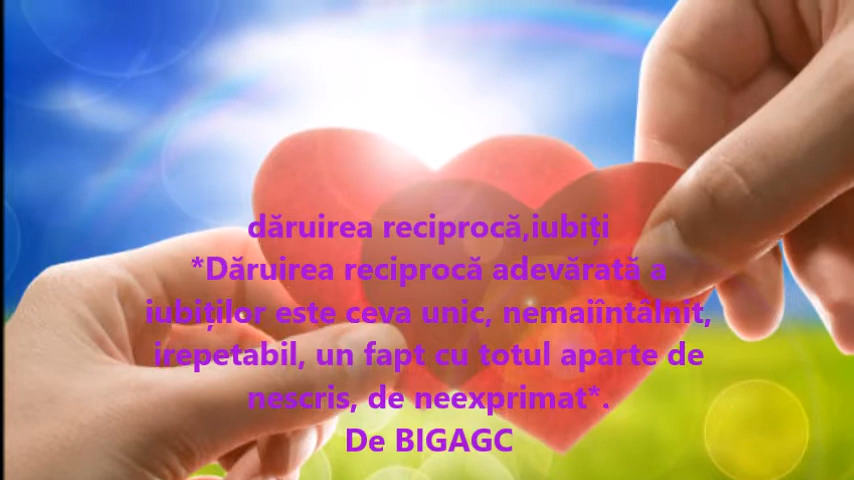 dăruirea reciprocă,iubiți
*Dăruirea reciprocă adevărată a
iubiților este ceva unic, nemaiîntâlnit,
irepetabil, un fapt cu totul aparte de
nescris, de neexprimat*.
De BIGAGC